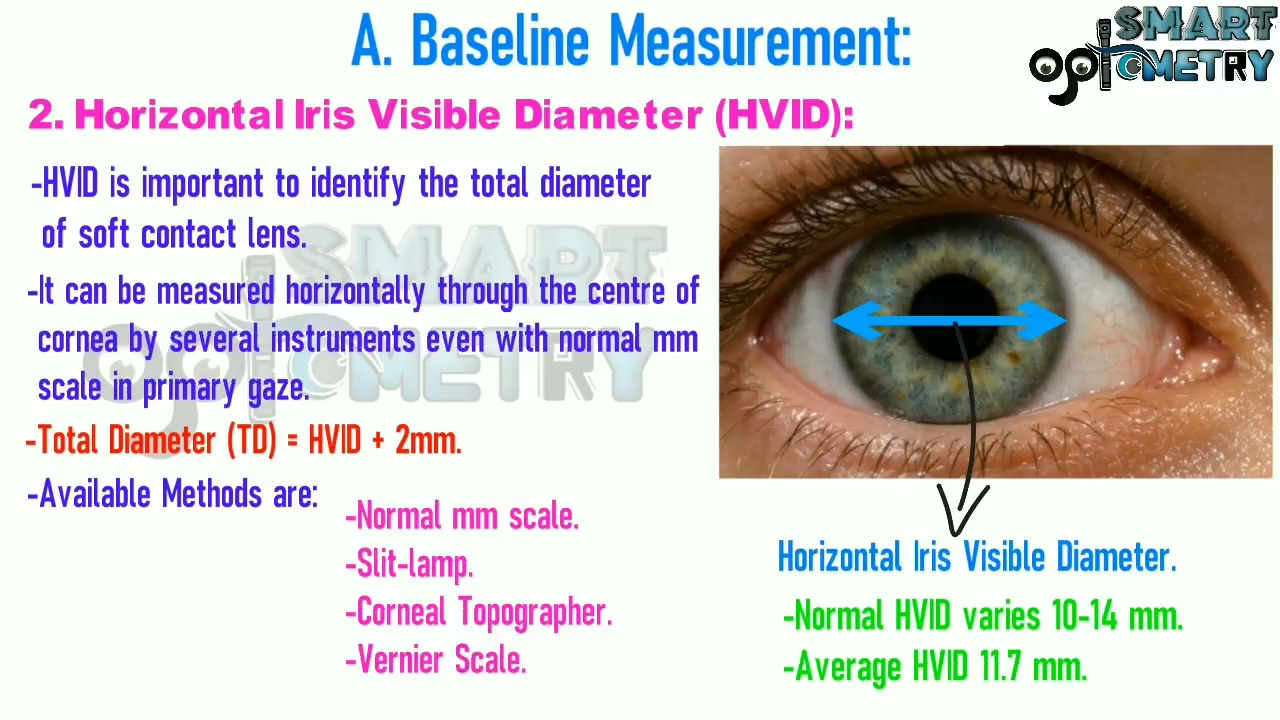 A. Baseline Measurement:
SMART
OptOMETRY
2. Horizontal Iris Visible Diameter (HVID):
-HVID is important to identify the total diameter
of soft contact lens.
-It can be measured horizontally through the centre of
cornea by several instruments even with normal mm
scale in primary gaze.
-Total Diameter (TD) = HVID + 2mm.
-Available Methods are:
-Normal mm scale.
-Slit-lamp.
-Corneal Topographer.
-Vernier Scale.
Horizontal Iris Visible Diameter.
-Normal HVID varies 10-14 mm.
-Average HVID 11.7 mm.
SMART
OptOMETRY